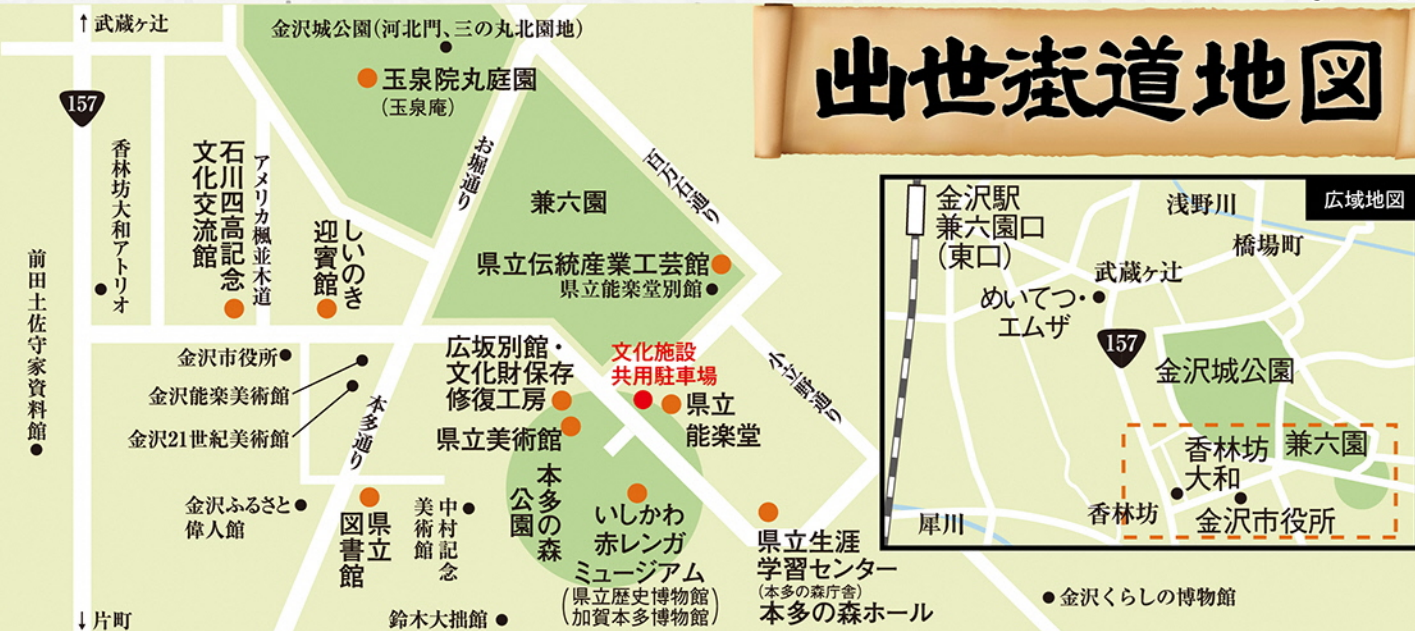 ↑武蔵ヶ辻
金沢城公園(河北門、三の丸北園地)
玉泉院丸庭園
(玉泉庵)
出世街道地図
157
香林坊大和アトリオ
石川四高記念
文化交流館
アメリカ楓並木道
しいのき
迎賓館
お堀通り
百万石通り
兼六園
県立伝統産業工芸館
県立能楽堂別館
前田土佐守家資料館
金沢市役所
金沢能楽美術館
金沢21世紀美術館
本多通り
広坂別館・
文化財保存
修復工房
県立美術館
文化施設
共用駐車場
県立
能楽堂
小立野通り
金沢ふるさと
偉人館
県立
図書館
中村記念
美術館
本多の森
公園
いしかわ
赤レンガ
ミュージアム
(県立歴史博物館)
(加賀本多博物館)
県立生涯
学習センター
(本多の森庁舎)
本多の森ホール
↓片町
鈴木大拙館
金沢くらしの博物館
広域地図
金沢駅
兼六園口
(東口)
浅野川
橋場町
武蔵ヶ辻
めいてつ・
エムザ
157
金沢城公園
香林坊
大和
兼六園
香林坊
金沢市役所
犀川